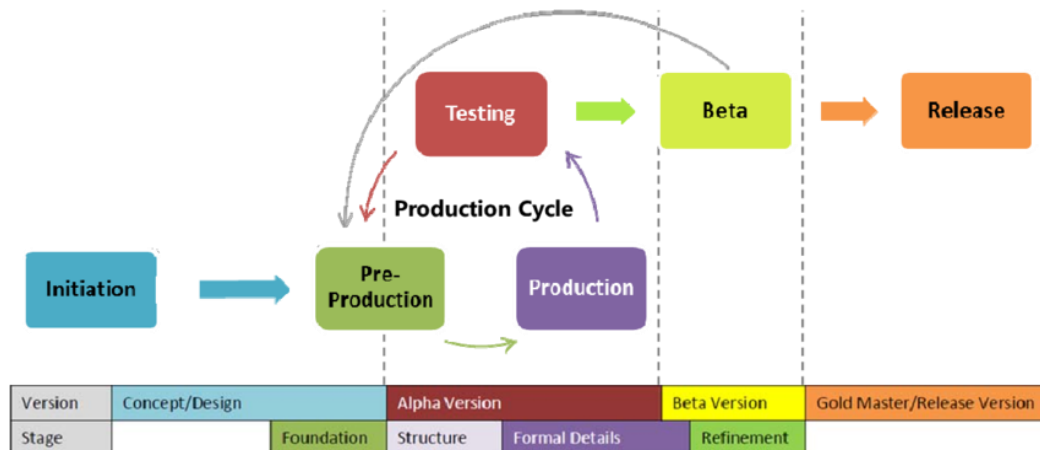 Testing
Beta
Release
Production Cycle
Initiation
Pre-
Production
Production
Version
Concept/Design
Alpha Version
Beta Version
Gold Master/Release Version
Stage
Foundation
Structure
Formal Details
Refinement